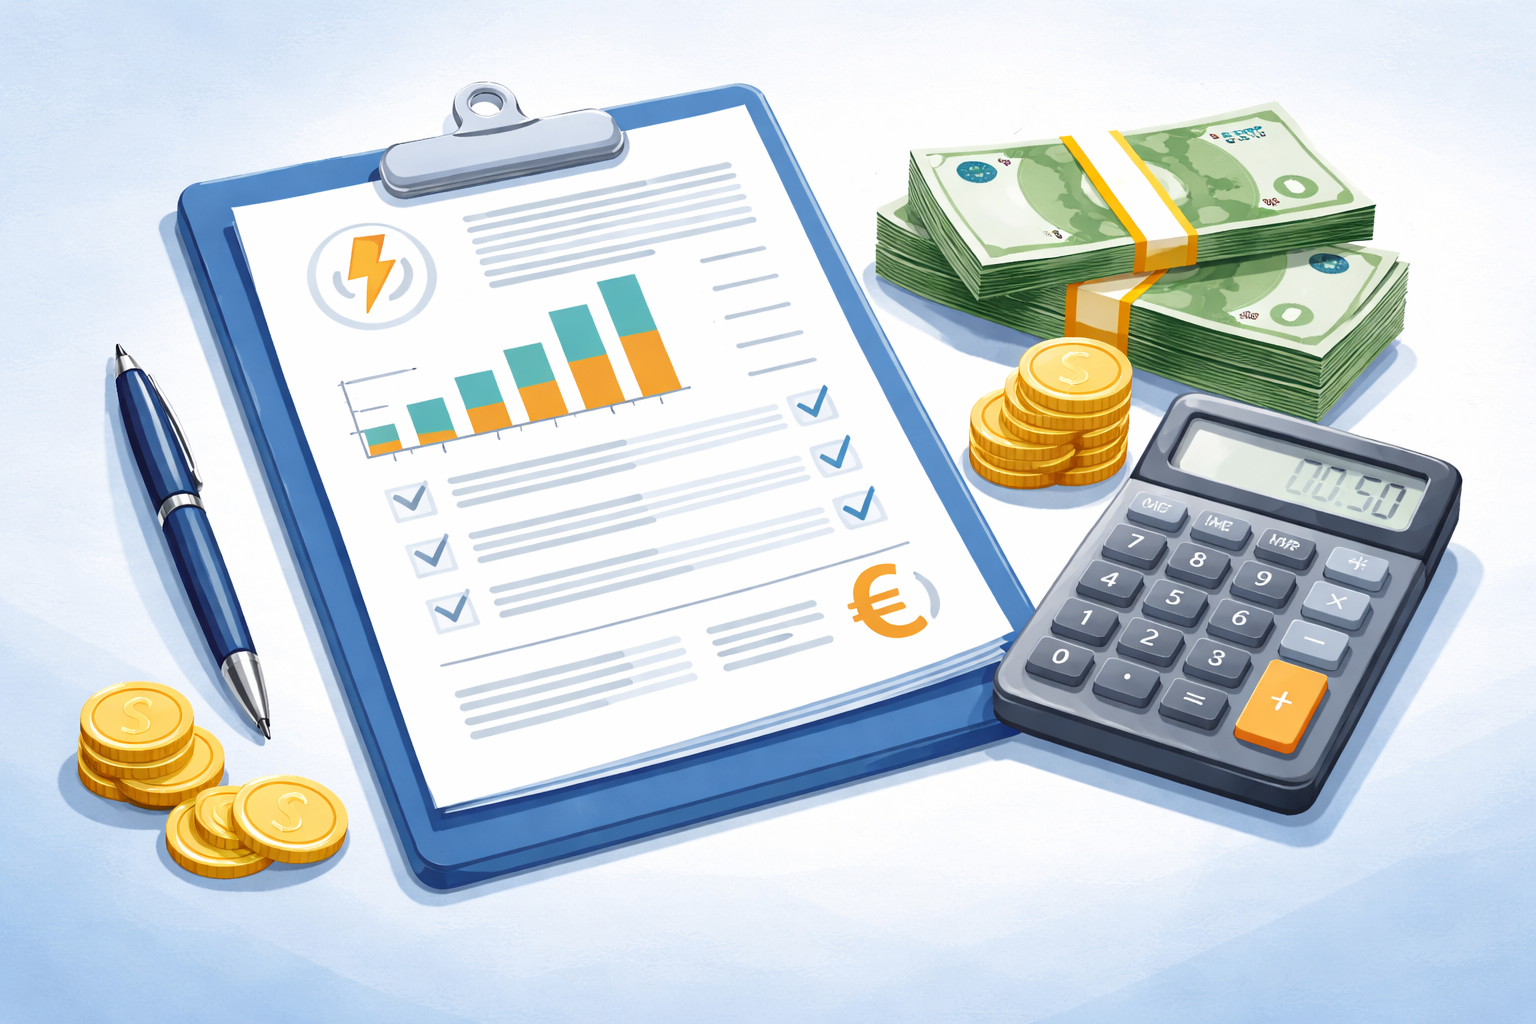 €
S
S
S
00.50
7 8 9 ÷
4 5 6 ×
1 2 3 −
0 . = +